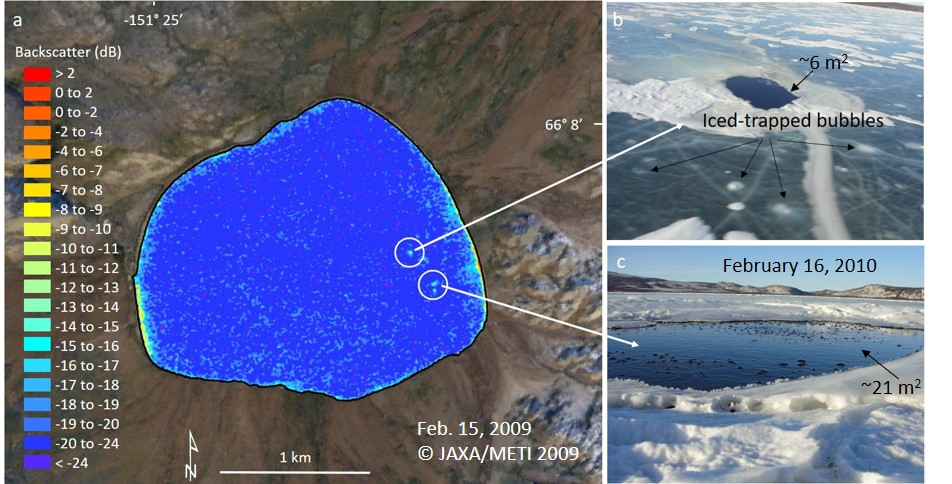 a
-151° 25'
Backscatter (dB)
> 2
0 to 2
0 to -2
-2 to -4
-4 to -6
-6 to -7
-7 to -8
-8 to -9
-9 to -10
-10 to -11
-11 to -12
-12 to -13
-13 to -14
-14 to -15
-15 to -16
-16 to -17
-17 to -18
-18 to -19
-19 to -20
-20 to -24
< -24
66° 8'
N
1 km
Feb. 15, 2009
© JAXA/METI 2009
b
~6 m²
Iced-trapped bubbles
c
February 16, 2010
~21 m²